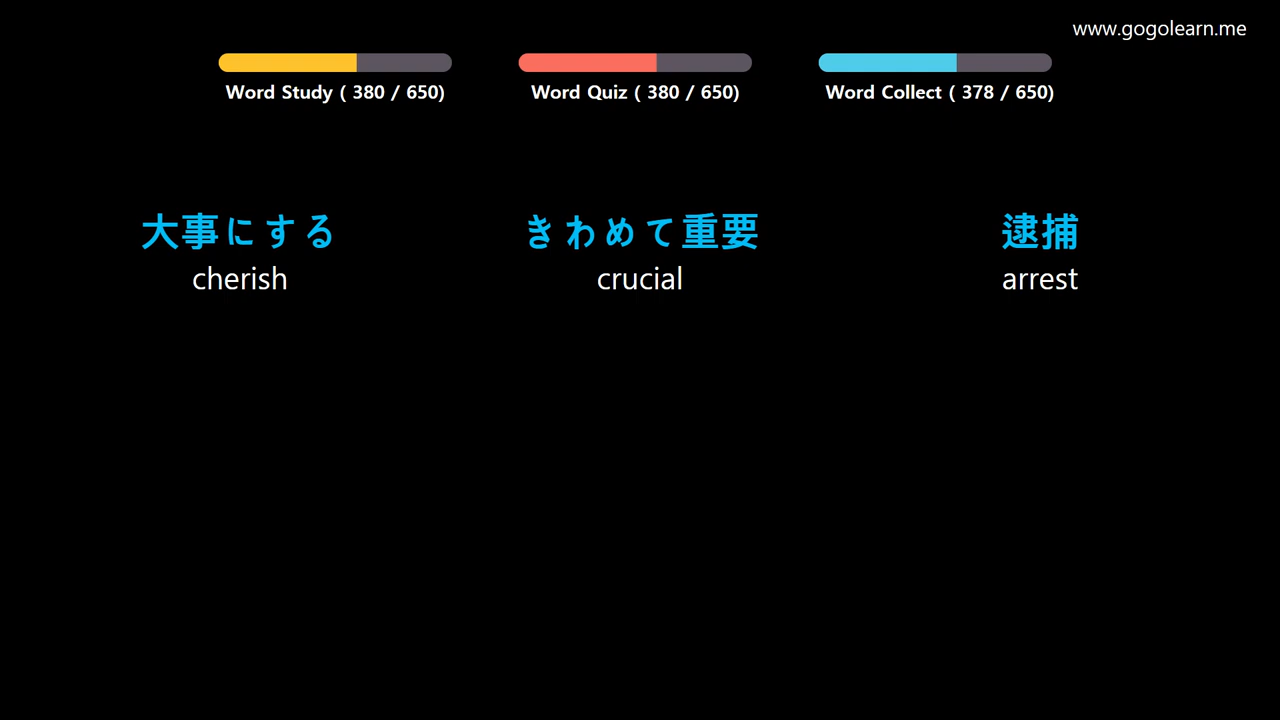 www.gogolearn.me
Word Study ( 380 / 650)
Word Quiz ( 380 / 650)
Word Collect ( 378 / 650)
大事にする
きわめて重要
逮捕
cherish
crucial
arrest